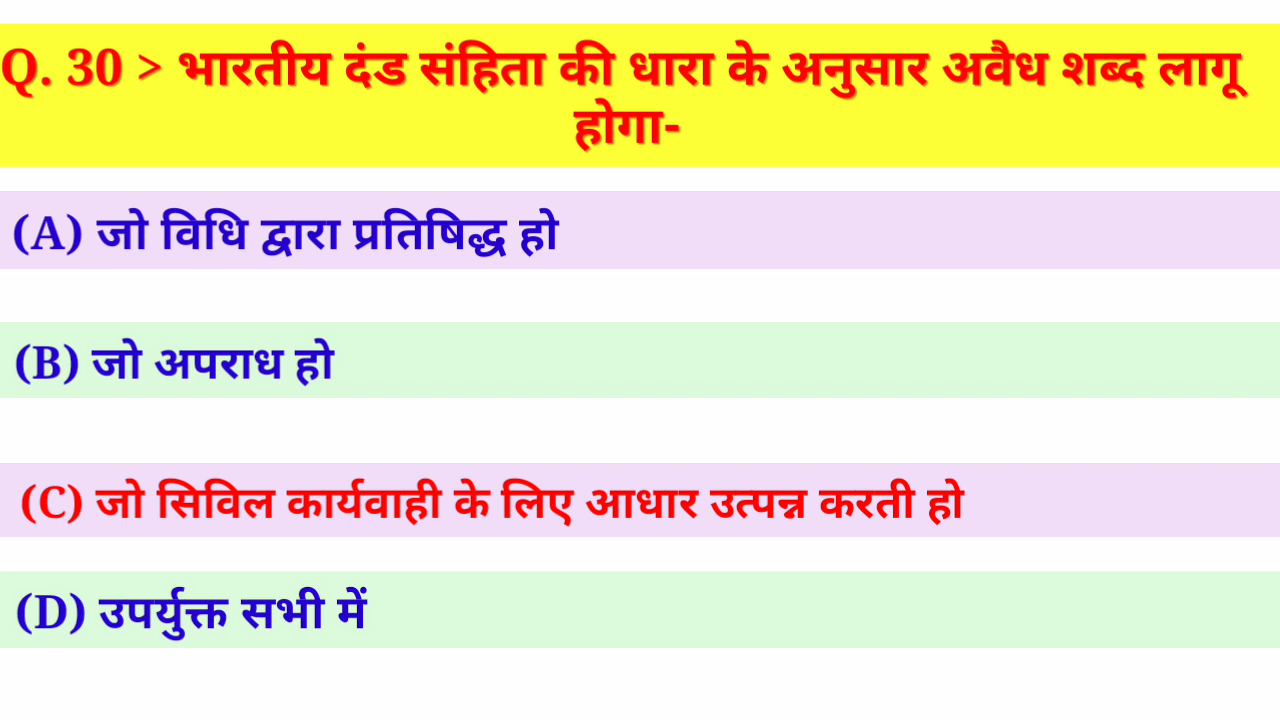 Q. 30 > भारतीय दंड संहिता की धारा के अनुसार अवैध शब्द लागू
होगा-
(A) जो विधि द्वारा प्रतिषिद्ध हो
(B) जो अपराध हो
(C) जो सिविल कार्यवाही के लिए आधार उत्पन्न करती हो
(D) उपर्युक्त सभी में